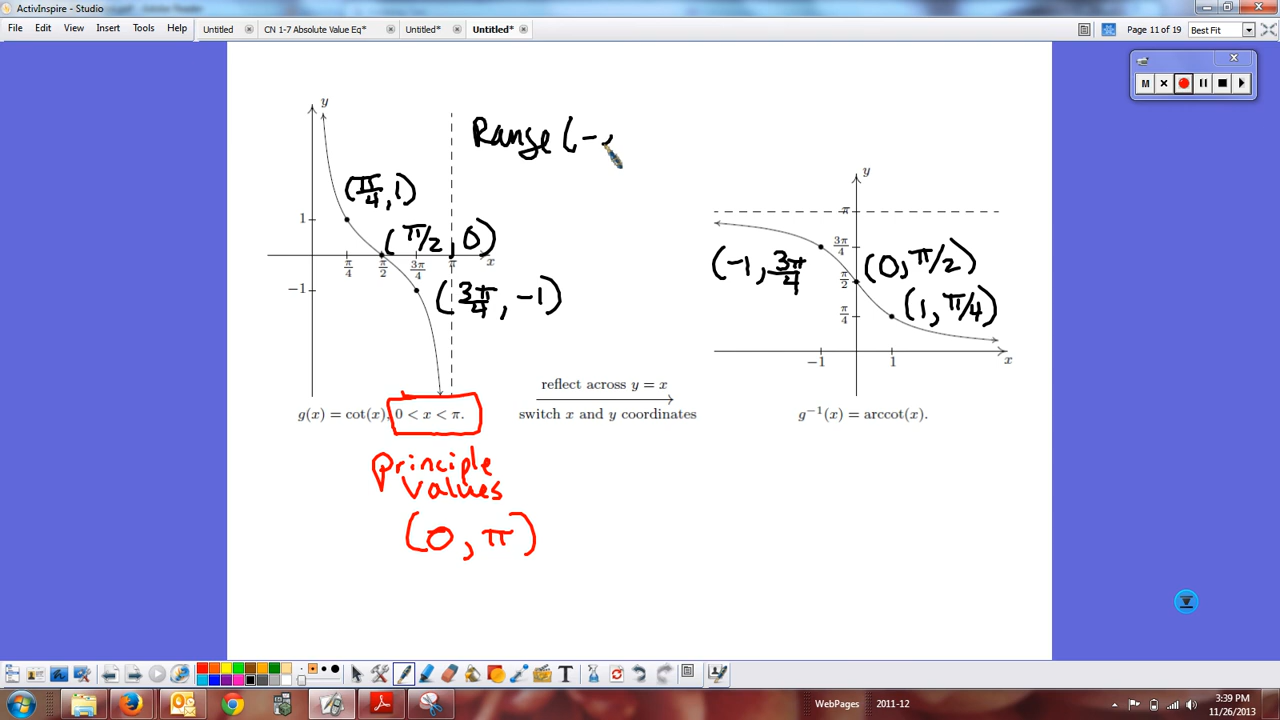 ActivInspire - Studio
File Edit View Insert Tools Help Untitled CN 1-7 Absolute Value Eq* Untitled* Untitled* Page 11 of 19 Best Fit
M
y
Range (-
(π/4, 1)
1
(π/2, 0)
π/4 π/2 3π/4 π x
-1
(3π/4, -1)
g(x) = cot(x), 0 < x < π.
principle
values
(0, π)
reflect across y = x
switch x and y coordinates
y
π
3π/4
(-1, 3π/4) (0, π/2)
π/2
(1, π/4)
π/4
-1 1 x
g⁻¹(x) = arccot(x).
T
WebPages 2011-12
3:39 PM
11/26/2013